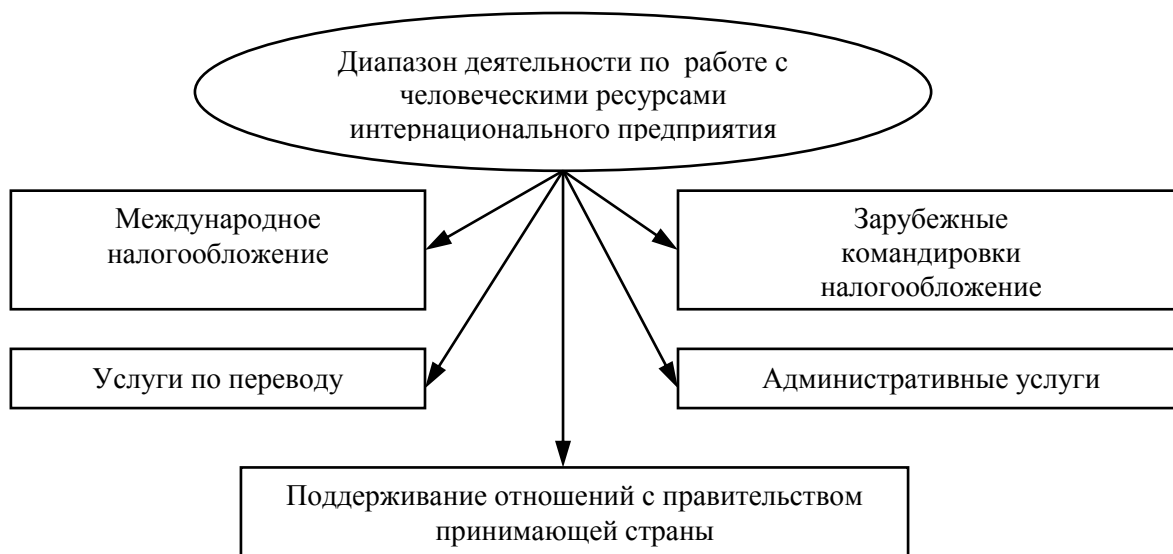 Диапазон деятельности по работе с
человеческими ресурсами
интернационального предприятия
Международное
налогообложение
Зарубежные
командировки
налогообложение
Услуги по переводу
Административные услуги
Поддерживание отношений с правительством
принимающей страны